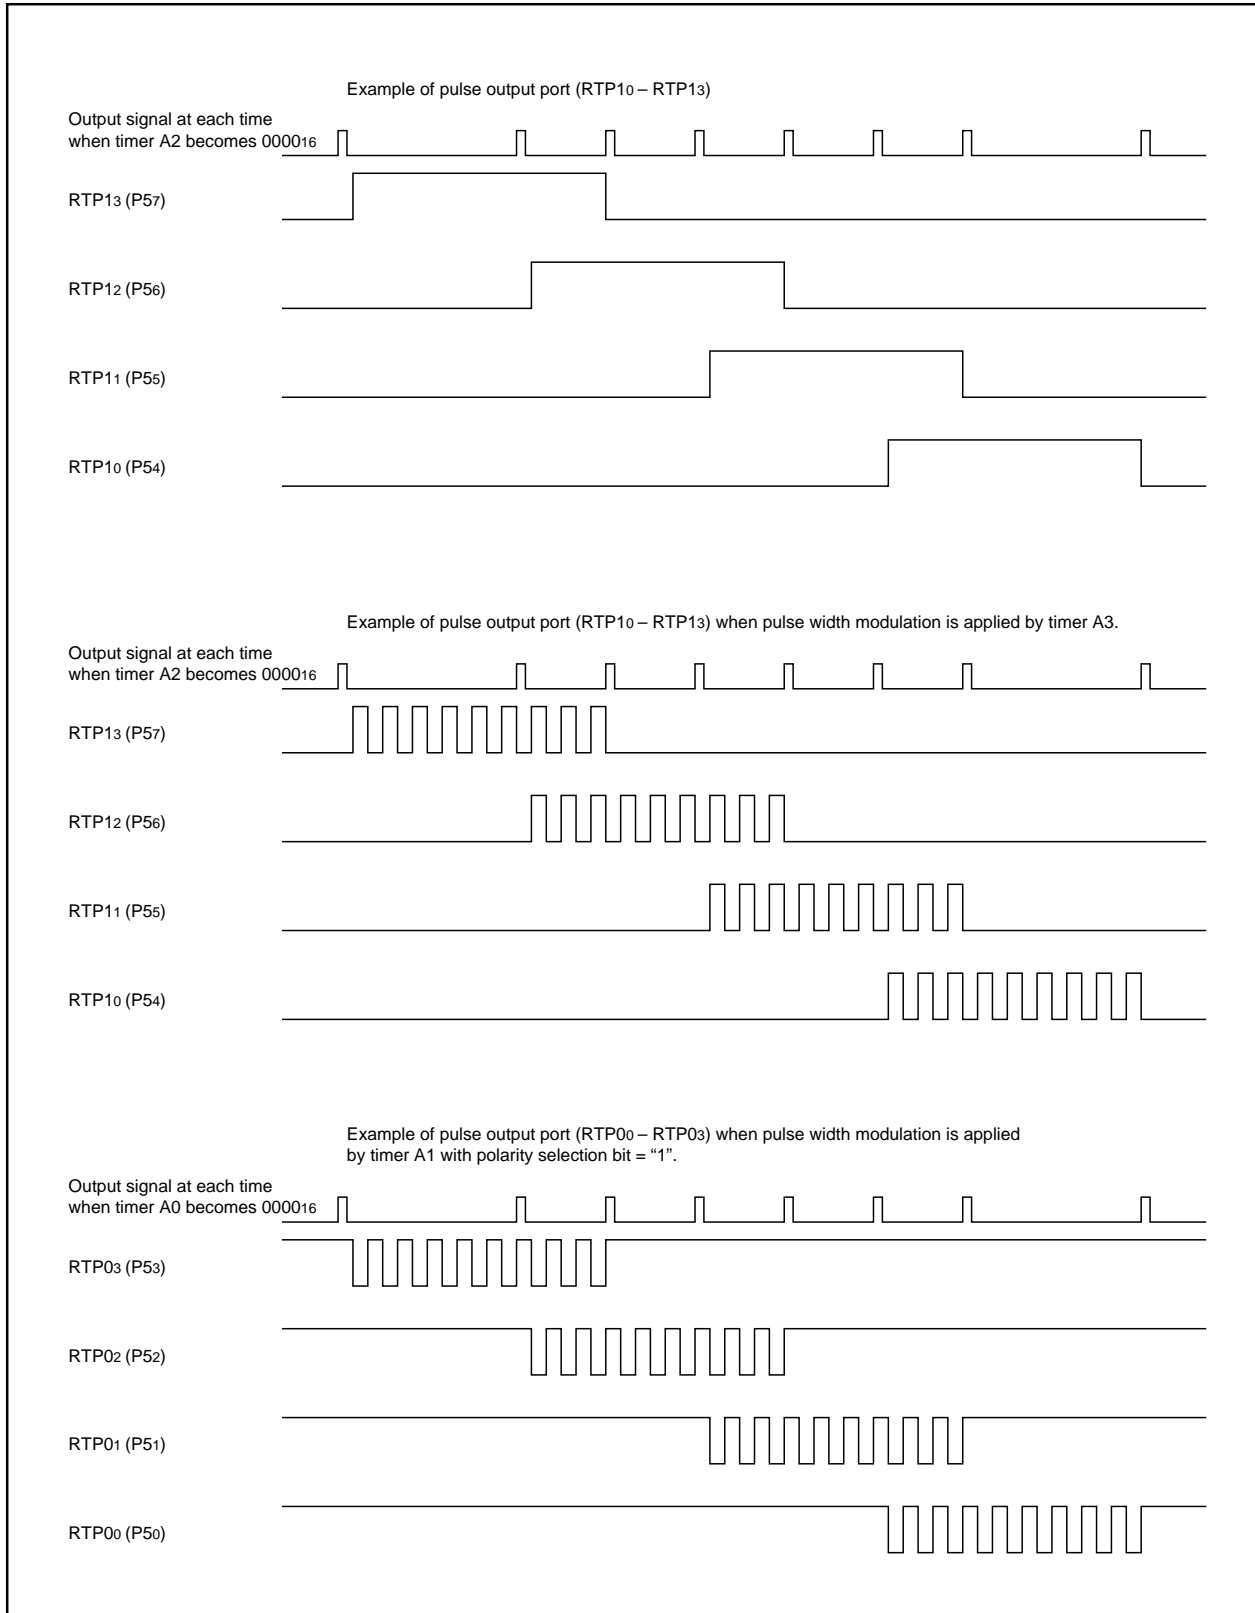 Example of pulse output port (RTP10 – RTP13)
Output signal at each time
when timer A2 becomes 000016
RTP13 (P57)
RTP12 (P56)
RTP11 (P55)
RTP10 (P54)
Example of pulse output port (RTP10 – RTP13) when pulse width modulation is applied by timer A3.
Output signal at each time
when timer A2 becomes 000016
RTP13 (P57)
RTP12 (P56)
RTP11 (P55)
RTP10 (P54)
Example of pulse output port (RTP00 – RTP03) when pulse width modulation is applied
by timer A1 with polarity selection bit = “1”.
Output signal at each time
when timer A0 becomes 000016
RTP03 (P53)
RTP02 (P52)
RTP01 (P51)
RTP00 (P50)